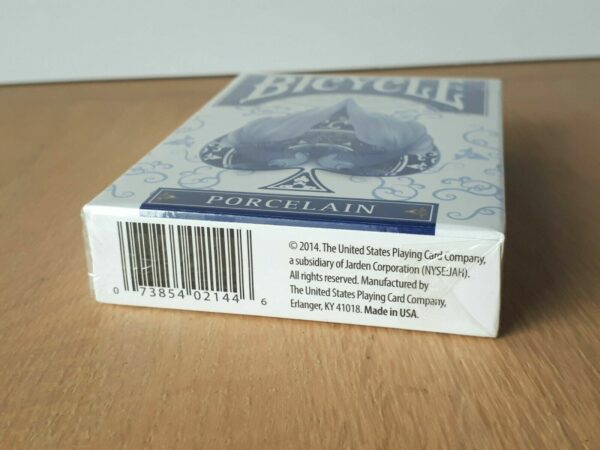 BICYCLE
PORCELAIN
0 73854 02144 6
© 2014. The United States Playing Card Company,
a subsidiary of Jarden Corporation (NYSE:JAH).
All rights reserved. Manufactured by
The United States Playing Card Company,
Erlanger, KY 41018. Made in USA.